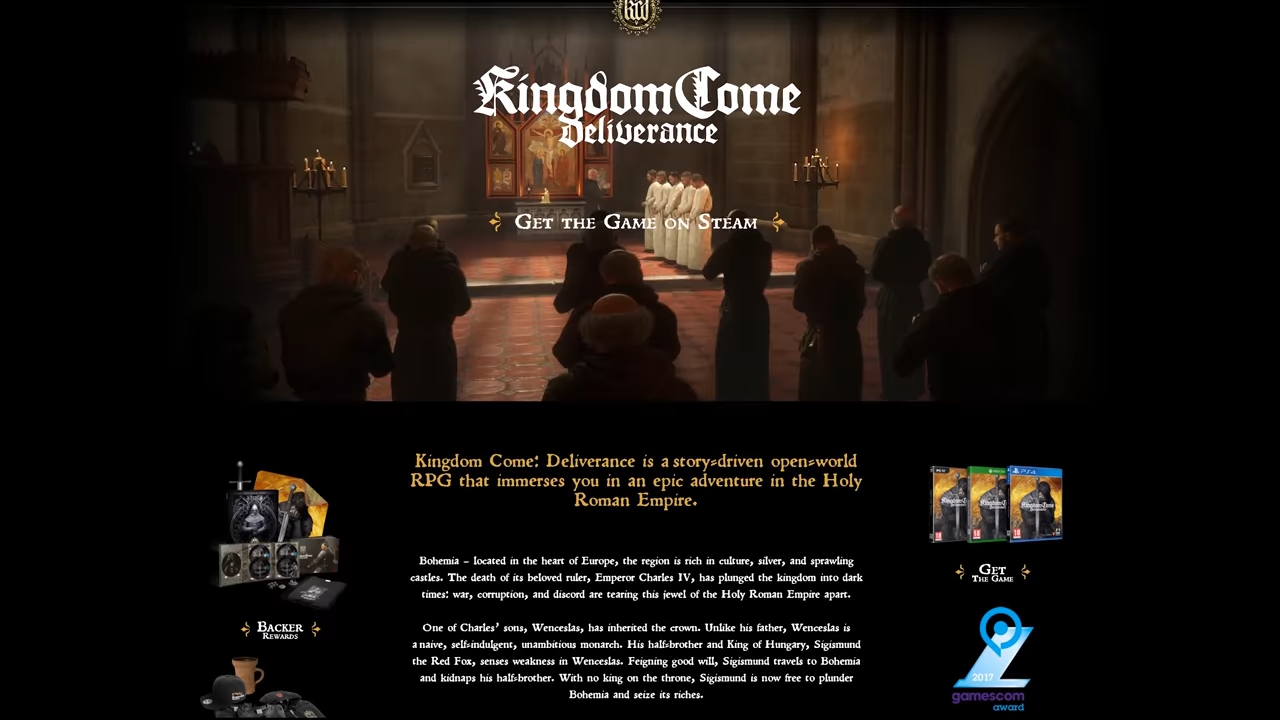 Kingdom Come
Deliverance
Get the Game on Steam
Kingdom Come: Deliverance is a story-driven open-world
RPG that immerses you in an epic adventure in the Holy
Roman Empire.
Bohemia – located in the heart of Europe, the region is rich in culture, silver, and sprawling
castles. The death of its beloved ruler, Emperor Charles IV, has plunged the kingdom into dark
times: war, corruption, and discord are tearing this jewel of the Holy Roman Empire apart.
One of Charles' sons, Wenceslas, has inherited the crown. Unlike his father, Wenceslas is
a naive, self-indulgent, unambitious monarch. His half-brother and King of Hungary, Sigismund
the Red Fox, senses weakness in Wenceslas. Feigning good will, Sigismund travels to Bohemia
and kidnaps his half-brother. With no king on the throne, Sigismund is now free to plunder
Bohemia and seize its riches.
Backer
Rewards
PS4
Kingdom Come
Get
The Game
2017
gamescom
award